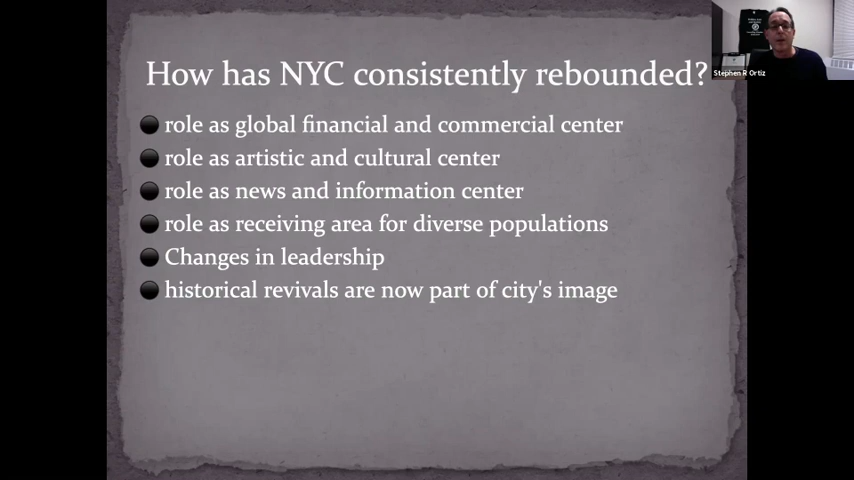 How has NYC consistently rebounded?
role as global financial and commercial center
role as artistic and cultural center
role as news and information center
role as receiving area for diverse populations
Changes in leadership
historical revivals are now part of city's image
Stephen R Ortiz